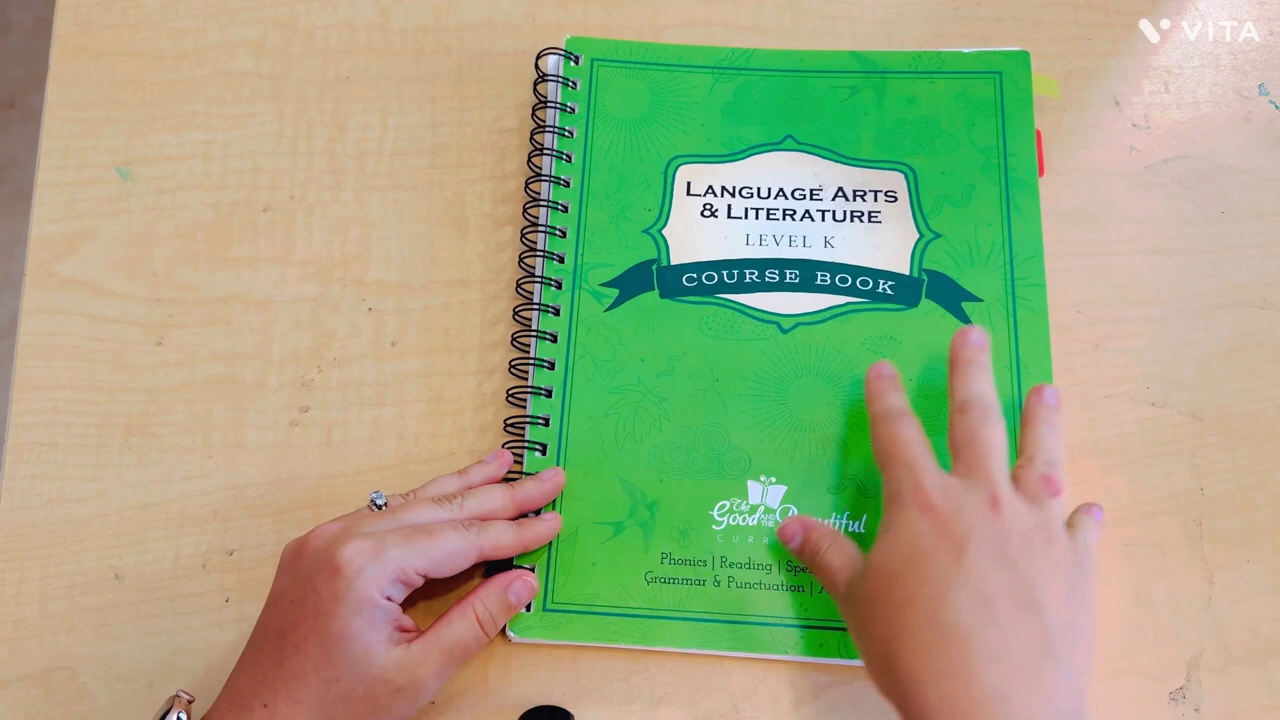 VITA
LANGUAGE ARTS
& LITERATURE
LEVEL K
COURSE BOOK
The
Good AND THE
Phonics | Reading |
Grammar & Punctuation |